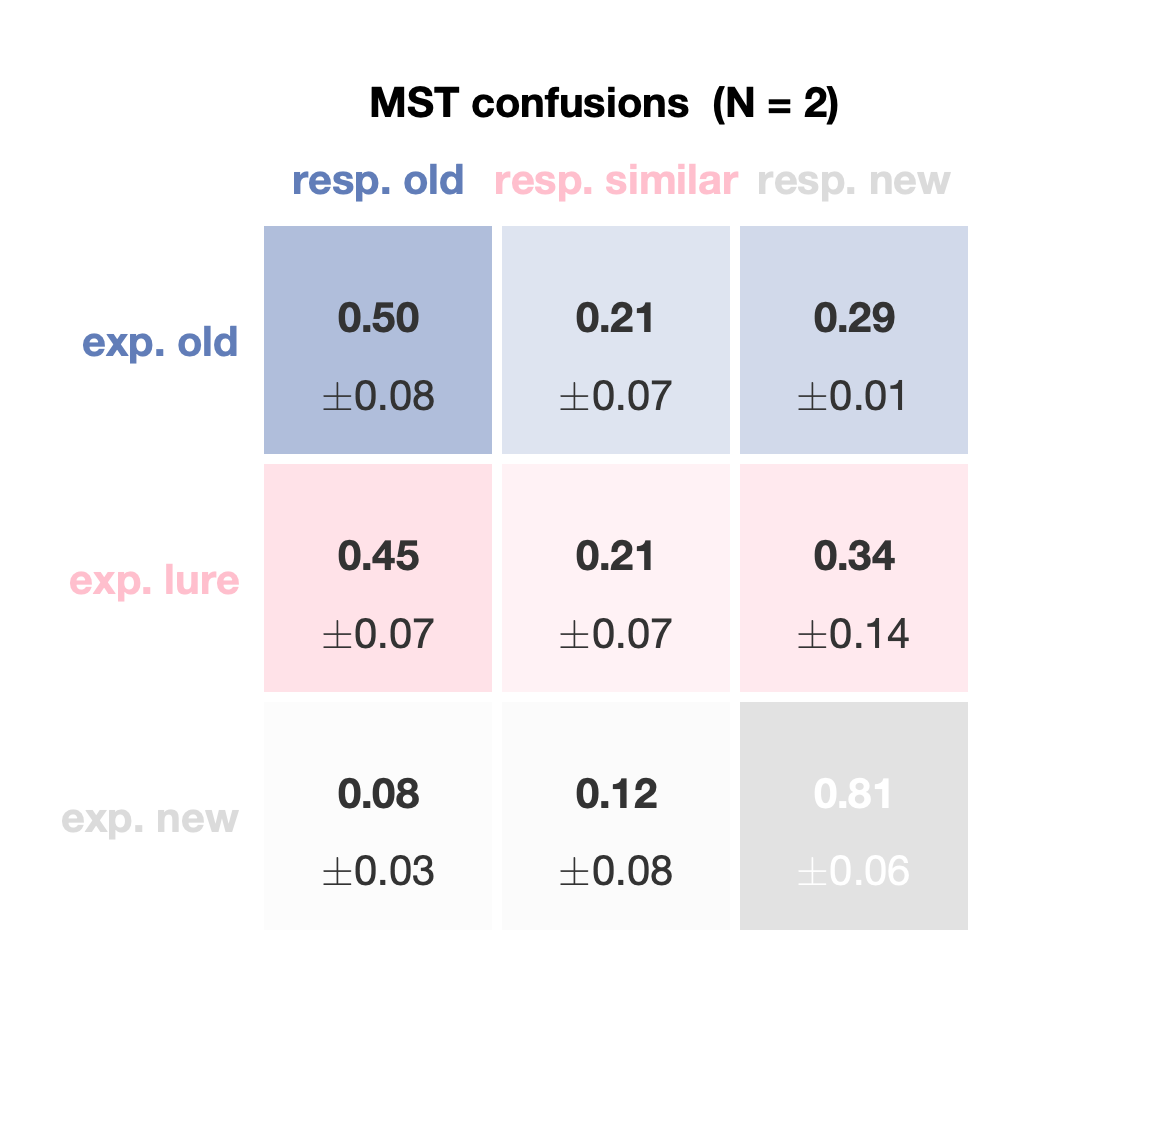 MST confusions (N = 2)
resp. old resp. similar resp. new
exp. old 0.50 0.21 0.29
±0.08 ±0.07 ±0.01
exp. lure 0.45 0.21 0.34
±0.07 ±0.07 ±0.14
exp. new 0.08 0.12 0.81
±0.03 ±0.08 ±0.06